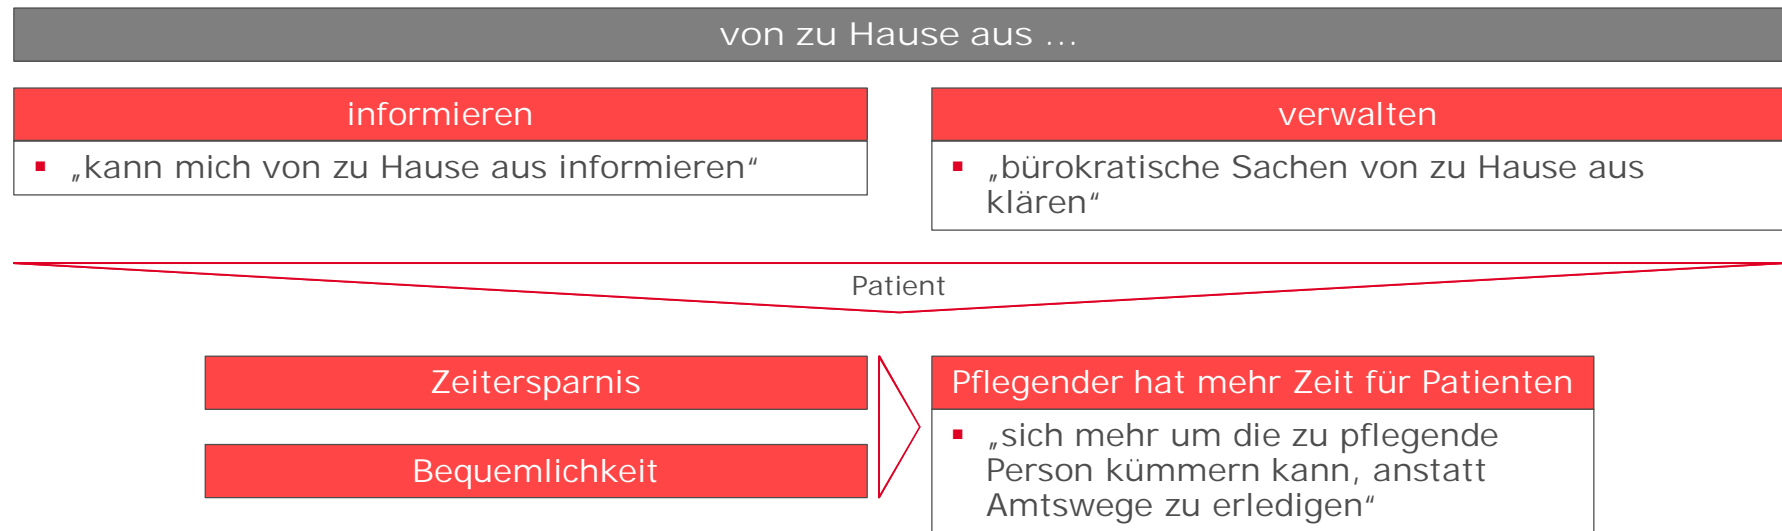 von zu Hause aus ...
informieren
▪ „kann mich von zu Hause aus informieren“
verwalten
▪ „bürokratische Sachen von zu Hause aus
klären“
Patient
Zeitersparnis
Bequemlichkeit
Pflegender hat mehr Zeit für Patienten
▪ „sich mehr um die zu pflegende
Person kümmern kann, anstatt
Amtswege zu erledigen“